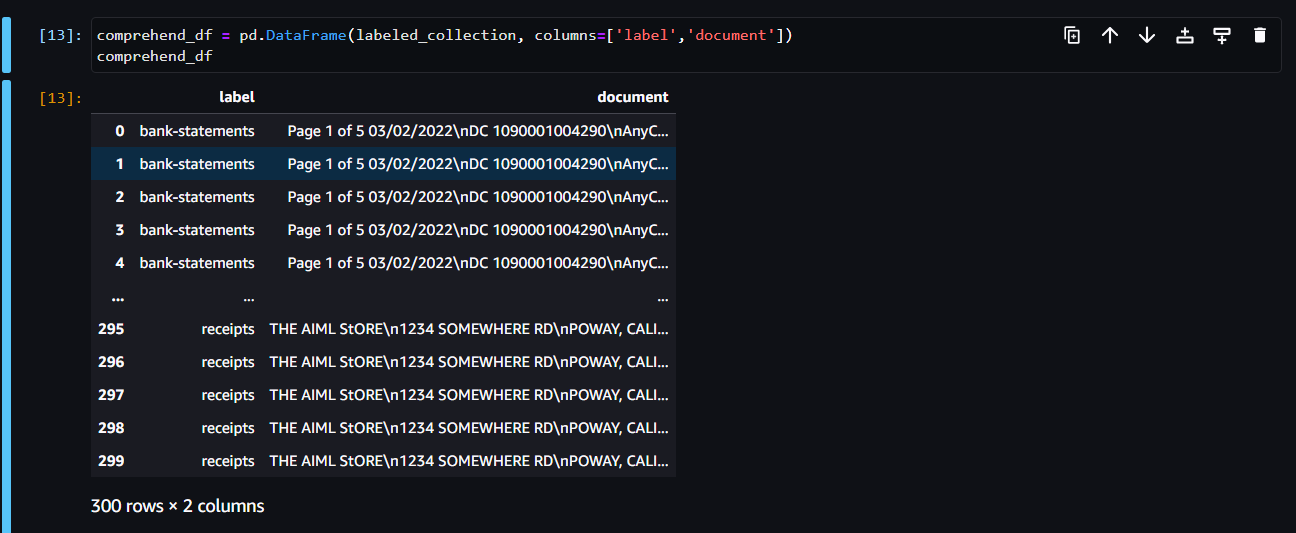 [13]: comprehend_df = pd.DataFrame(labeled_collection, columns=['label','document'])
comprehend_df
[13]:
label document
0 bank-statements Page 1 of 5 03/02/2022\nDC 1090001004290\nAnyC...
1 bank-statements Page 1 of 5 03/02/2022\nDC 1090001004290\nAnyC...
2 bank-statements Page 1 of 5 03/02/2022\nDC 1090001004290\nAnyC...
3 bank-statements Page 1 of 5 03/02/2022\nDC 1090001004290\nAnyC...
4 bank-statements Page 1 of 5 03/02/2022\nDC 1090001004290\nAnyC...
... ... ...
295 receipts THE AIML StORE\n1234 SOMEWHERE RD\nPOWAY, CALI...
296 receipts THE AIML StORE\n1234 SOMEWHERE RD\nPOWAY, CALI...
297 receipts THE AIML StORE\n1234 SOMEWHERE RD\nPOWAY, CALI...
298 receipts THE AIML StORE\n1234 SOMEWHERE RD\nPOWAY, CALI...
299 receipts THE AIML StORE\n1234 SOMEWHERE RD\nPOWAY, CALI...
300 rows × 2 columns